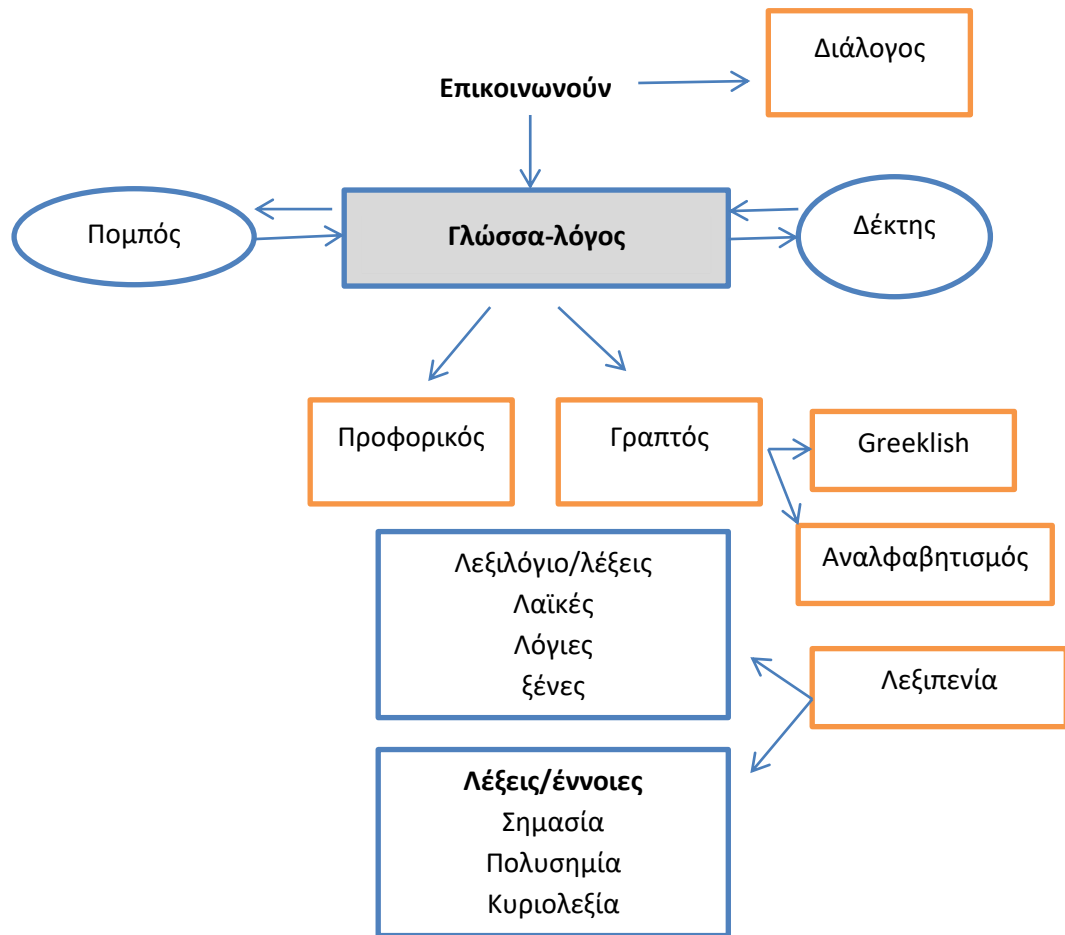 Διάλογος
Επικοινωνούν
Πομπός
Γλώσσα-λόγος
Δέκτης
Προφορικός
Γραπτός
Greeklish
Αναλφαβητισμός
Λεξιλόγιο/λέξεις
Λαϊκές
Λόγιες
ξένες
Λεξιπενία
Λέξεις/έννοιες
Σημασία
Πολυσημία
Κυριολεξία